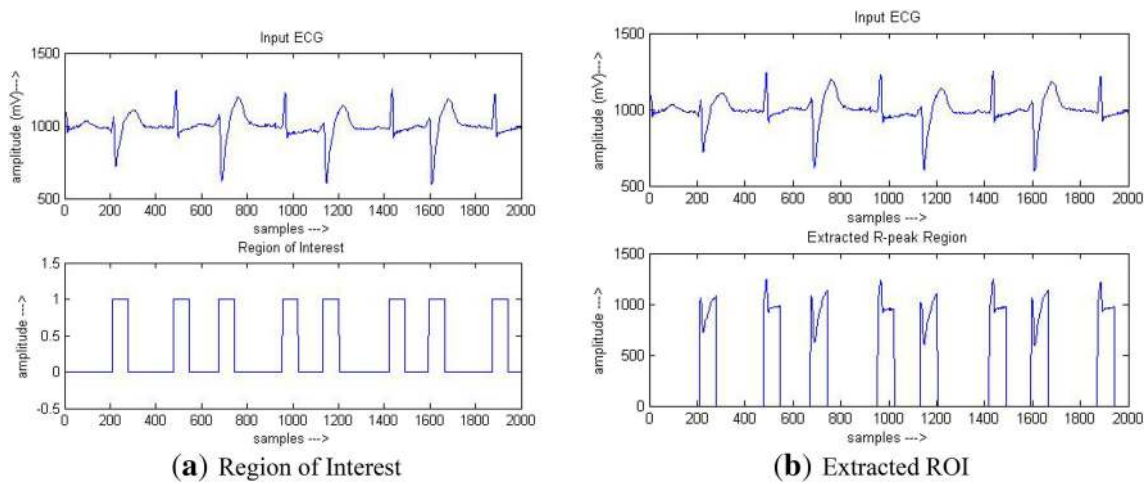 Input ECG
1500
1000
500
amplitude (mV)--->
0 200 400 600 800 1000 1200 1400 1600 1800 2000
samples --->
Region of Interest
1.5
1
0.5
0
-0.5
amplitude --->
0 200 400 600 800 1000 1200 1400 1600 1800 2000
samples --->
(a) Region of Interest
Input ECG
1500
1000
500
amplitude (mV)--->
0 200 400 600 800 1000 1200 1400 1600 1800 2000
samples --->
Extracted R-peak Region
1500
1000
500
0
amplitude --->
0 200 400 600 800 1000 1200 1400 1600 1800 2000
samples --->
(b) Extracted ROI